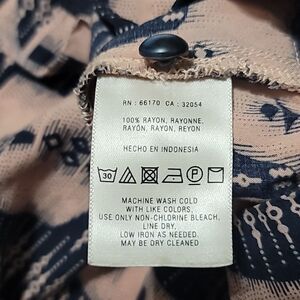 RN : 66170 CA : 32054
100% RAYON, RAYONNE,
RAYÓN, RAYON, REYON
HECHO EN INDONESIA
30 P
MACHINE WASH COLD
WITH LIKE COLORS,
USE ONLY NON-CHLORINE BLEACH,
LINE DRY.
LOW IRON AS NEEDED.
MAY BE DRY CLEANED